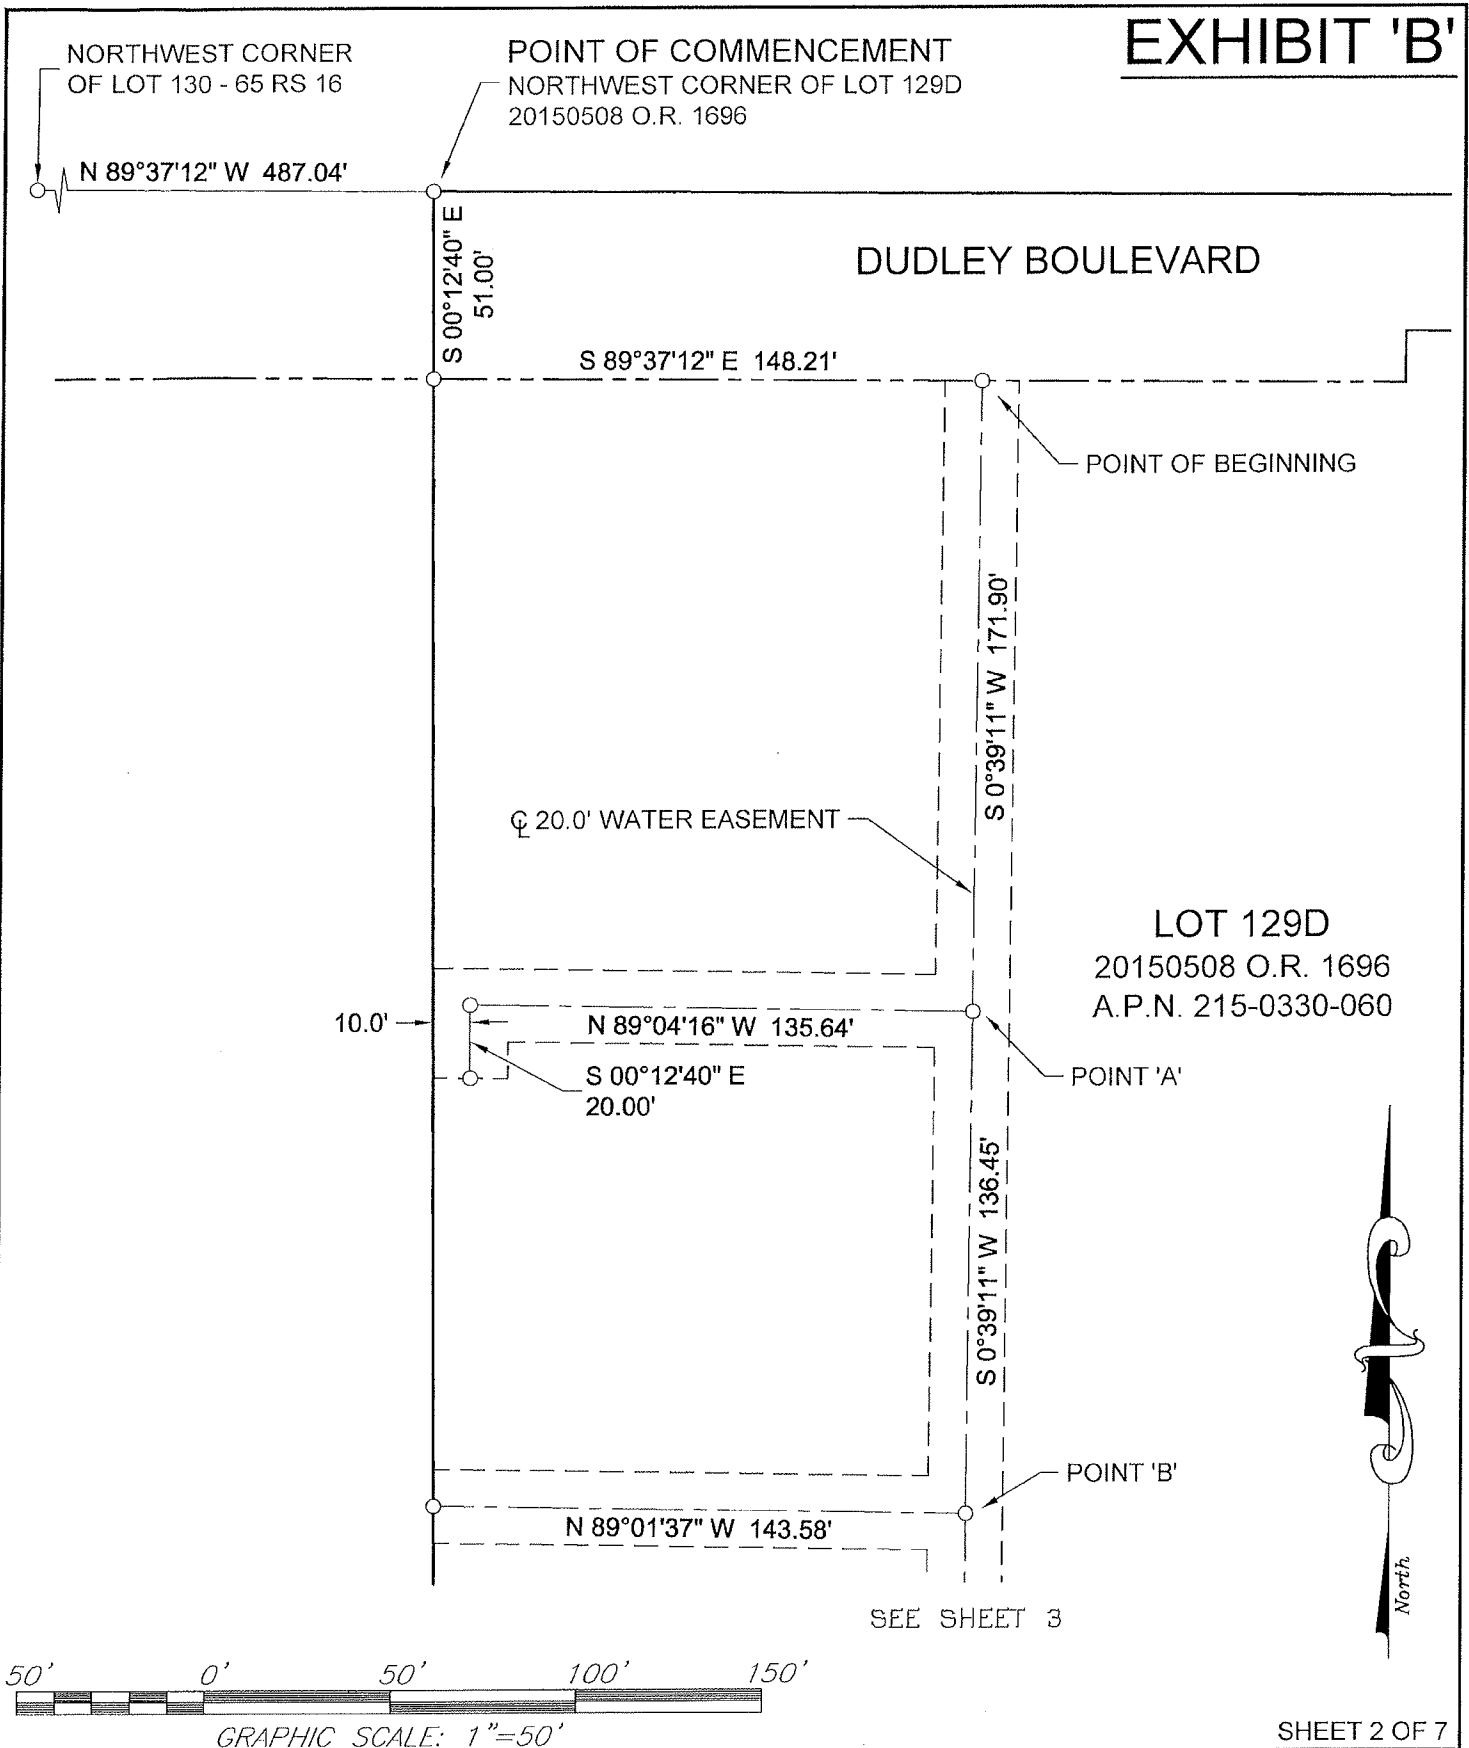 EXHIBIT 'B'
NORTHWEST CORNER
OF LOT 130 - 65 RS 16
POINT OF COMMENCEMENT
NORTHWEST CORNER OF LOT 129D
20150508 O.R. 1696
N 89°37'12" W 487.04'
S 00°12'40" E
51.00'
DUDLEY BOULEVARD
S 89°37'12" E 148.21'
POINT OF BEGINNING
S 0°39'11" W 171.90'
℄ 20.0' WATER EASEMENT
LOT 129D
20150508 O.R. 1696
A.P.N. 215-0330-060
10.0'
N 89°04'16" W 135.64'
S 00°12'40" E
20.00'
POINT 'A'
S 0°39'11" W 136.45'
POINT 'B'
N 89°01'37" W 143.58'
North
SEE SHEET 3
50' 0' 50' 100' 150'
GRAPHIC SCALE: 1"=50'
SHEET 2 OF 7